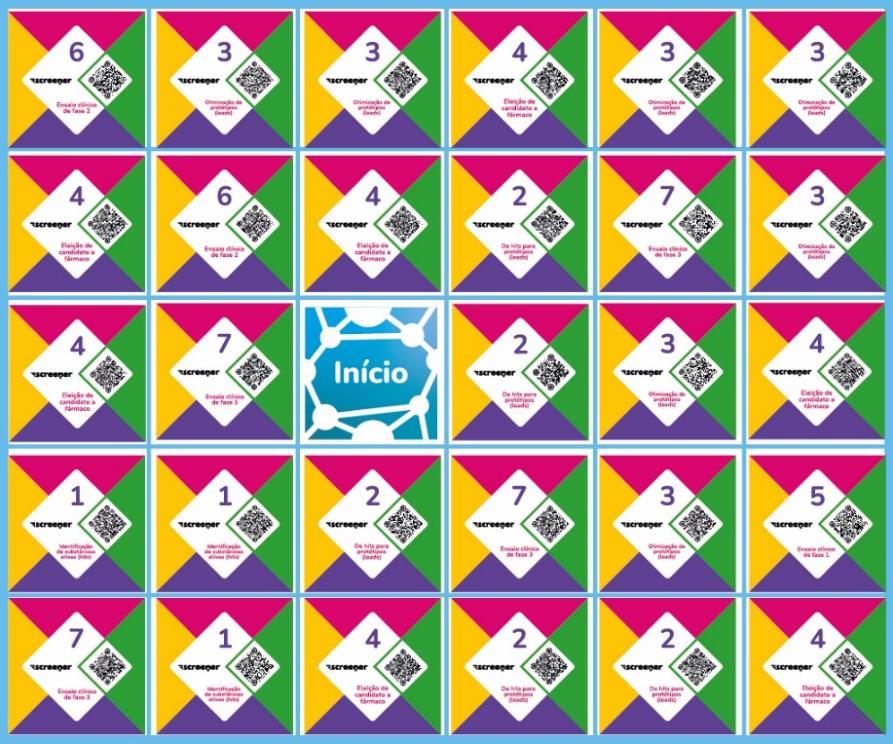 6
screener
Ensaio clínico
de fase 2
3
screener
Otimização de
protótipos
(leads)
3
screener
Otimização de
protótipos
(leads)
4
screener
Eleição de
candidato a
fármaco
3
screener
Otimização de
protótipos
(leads)
3
screener
Otimização de
protótipos
(leads)
4
screener
Eleição de
candidato a
fármaco
6
screener
Ensaio clínico
de fase 2
4
screener
Eleição de
candidato a
fármaco
2
screener
De hits para
protótipos
(leads)
7
screener
Ensaio clínico
de fase 3
3
screener
Otimização de
protótipos
(leads)
4
screener
Eleição de
candidato a
fármaco
7
screener
Ensaio clínico
de fase 3
Início
2
screener
De hits para
protótipos
(leads)
3
screener
Otimização de
protótipos
(leads)
4
screener
Eleição de
candidato a
fármaco
1
screener
Identificação
de substâncias
ativas (hits)
1
screener
Identificação
de substâncias
ativas (hits)
2
screener
De hits para
protótipos
(leads)
7
screener
Ensaio clínico
de fase 3
3
screener
Otimização de
protótipos
(leads)
5
screener
Ensaio clínico
de fase 1
7
screener
Ensaio clínico
de fase 3
1
screener
Identificação
de substâncias
ativas (hits)
4
screener
Eleição de
candidato a
fármaco
2
screener
De hits para
protótipos
(leads)
2
screener
De hits para
protótipos
(leads)
4
screener
Eleição de
candidato a
fármaco